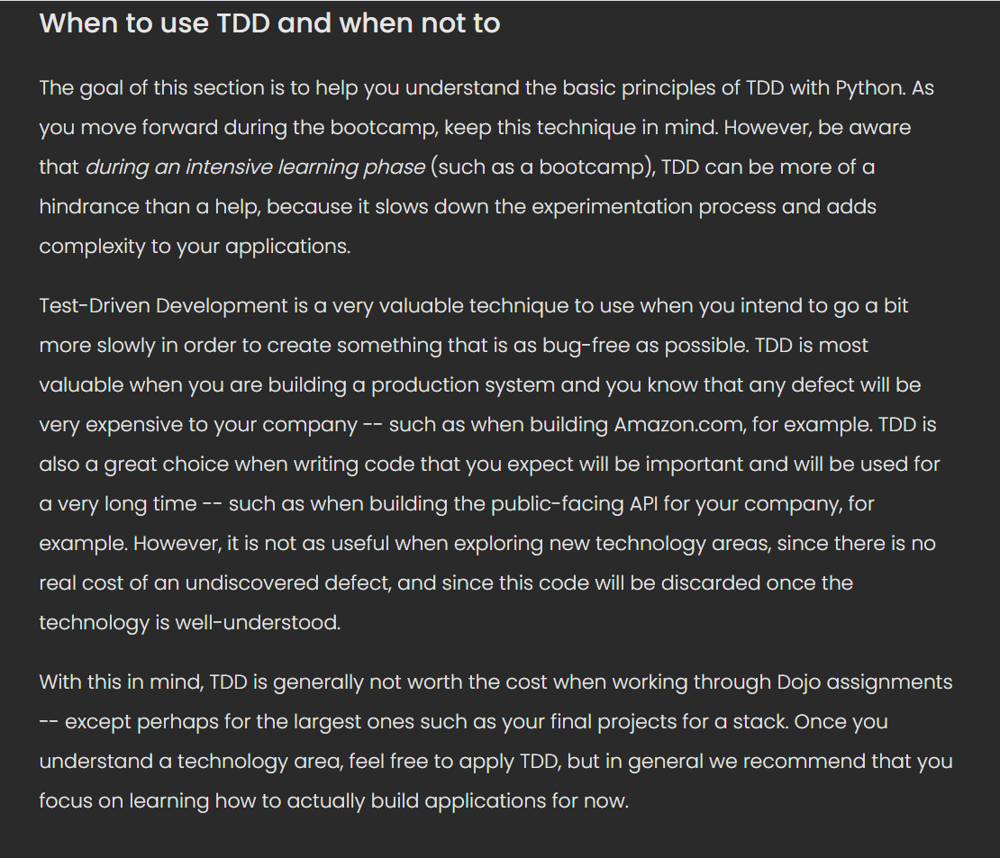 When to use TDD and when not to
The goal of this section is to help you understand the basic principles of TDD with Python. As
you move forward during the bootcamp, keep this technique in mind. However, be aware
that during an intensive learning phase (such as a bootcamp), TDD can be more of a
hindrance than a help, because it slows down the experimentation process and adds
complexity to your applications.
Test-Driven Development is a very valuable technique to use when you intend to go a bit
more slowly in order to create something that is as bug-free as possible. TDD is most
valuable when you are building a production system and you know that any defect will be
very expensive to your company -- such as when building Amazon.com, for example. TDD is
also a great choice when writing code that you expect will be important and will be used for
a very long time -- such as when building the public-facing API for your company, for
example. However, it is not as useful when exploring new technology areas, since there is no
real cost of an undiscovered defect, and since this code will be discarded once the
technology is well-understood.
With this in mind, TDD is generally not worth the cost when working through Dojo assignments
-- except perhaps for the largest ones such as your final projects for a stack. Once you
understand a technology area, feel free to apply TDD, but in general we recommend that you
focus on learning how to actually build applications for now.